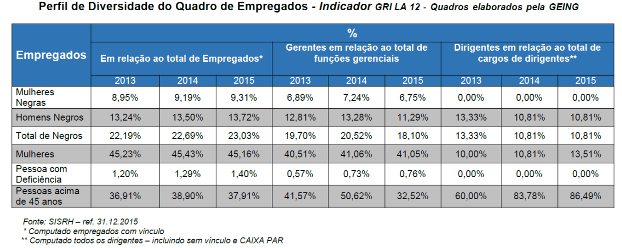 Perfil de Diversidade do Quadro de Empregados - Indicador GRI LA 12 - Quadros elaborados pela GEING
%
Empregados Em relação ao total de Empregados* Gerentes em relação ao total de funções gerenciais Dirigentes em relação ao total de cargos de dirigentes**
2013 2014 2015 2013 2014 2015 2013 2014 2015
Mulheres Negras 8,95% 9,19% 9,31% 6,89% 7,24% 6,75% 0,00% 0,00% 0,00%
Homens Negros 13,24% 13,50% 13,72% 12,81% 13,28% 11,29% 13,33% 10,81% 10,81%
Total de Negros 22,19% 22,69% 23,03% 19,70% 20,52% 18,10% 13,33% 10,81% 10,81%
Mulheres 45,23% 45,43% 45,16% 40,51% 41,06% 41,05% 10,00% 10,81% 13,51%
Pessoa com Deficiência 1,20% 1,29% 1,40% 0,57% 0,73% 0,76% 0,00% 0,00% 0,00%
Pessoas acima de 45 anos 36,91% 38,90% 37,91% 41,57% 50,62% 32,52% 60,00% 83,78% 86,49%
Fonte: SISRH – ref. 31.12.2015
* Computado empregados com vínculo
** Computado todos os dirigentes – incluindo sem vínculo e CAIXA PAR